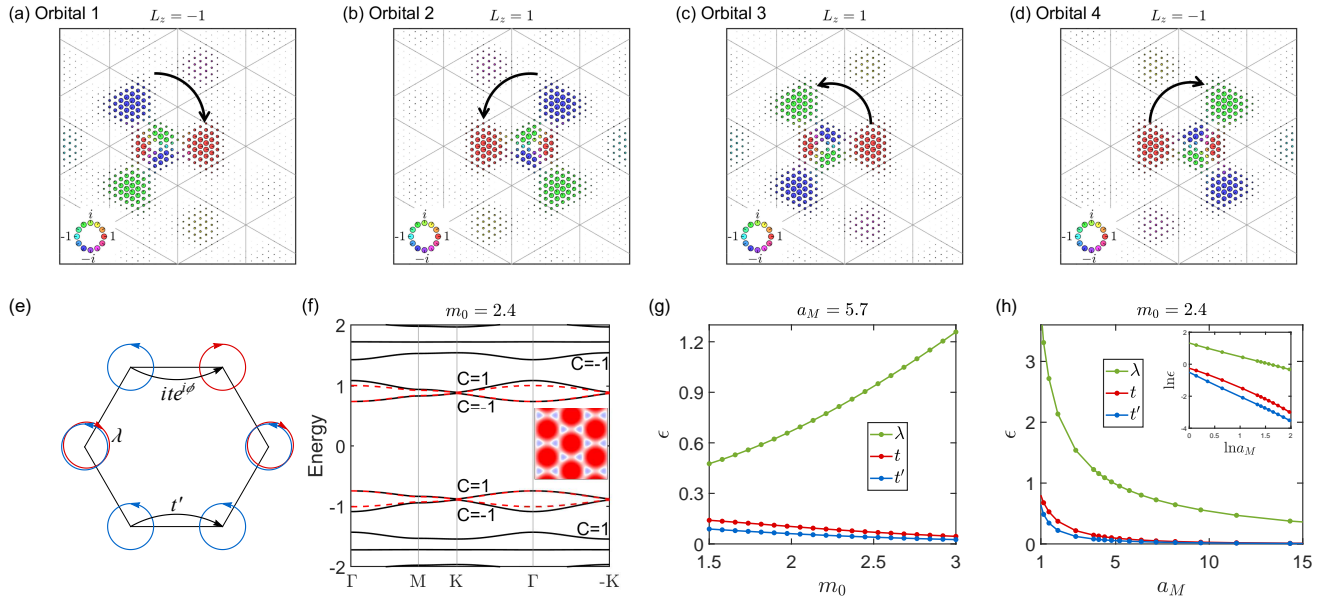 (a) Orbital 1 L_z = −1
(b) Orbital 2 L_z = 1
(c) Orbital 3 L_z = 1
(d) Orbital 4 L_z = −1
i
-1 1
−i
i
-1 1
−i
i
-1 1
−i
i
-1 1
−i
(e)
ite^{iϕ}
λ
t′
(f)
m_0 = 2.4
Energy
2
1
0
-1
-2
C=-1
C=1
C=-1
C=1
C=-1
C=1
Γ M K Γ -K
(g)
a_M = 5.7
ϵ
1.2
0.9
0.6
0.3
0
λ
t
t′
1.5 2 2.5 3
m_0
(h)
m_0 = 2.4
ϵ
3
2
1
0
λ
t
t′
1 5 10 15
a_M
lnϵ
2
0
-2
-4
0 0.5 1 1.5 2
lna_M